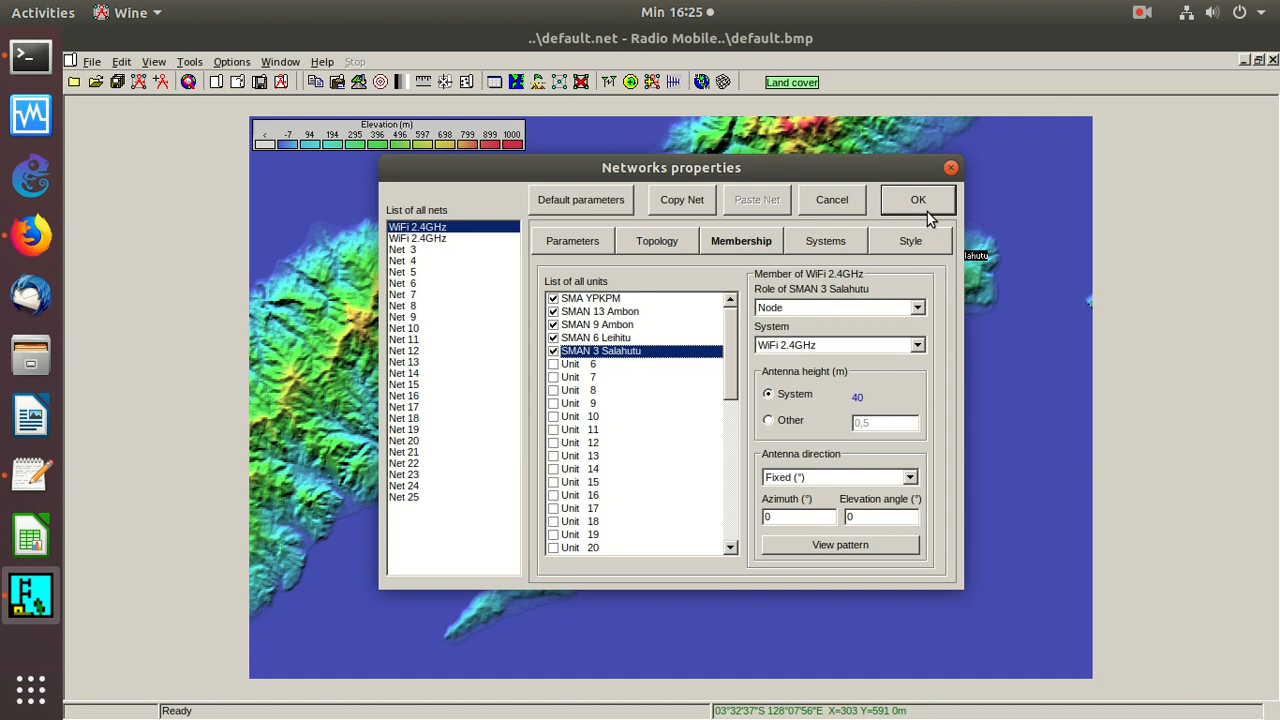 Activities Wine Min 16:25
..\default.net - Radio Mobile..\default.bmp
File Edit View Tools Options Window Help Stop
Land cover
Elevation (m)
< -7 94 194 295 396 496 597 698 799 899 1000
Networks properties
List of all nets
Default parameters Copy Net Paste Net Cancel OK
Parameters Topology Membership Systems Style
WiFi 2.4GHz
WiFi 2.4GHz
Net 3
Net 4
Net 5
Net 6
Net 7
Net 8
Net 9
Net 10
Net 11
Net 12
Net 13
Net 14
Net 15
Net 16
Net 17
Net 18
Net 19
Net 20
Net 21
Net 22
Net 23
Net 24
Net 25
List of all units
SMA YPKPM
SMAN 13 Ambon
SMAN 9 Ambon
SMAN 6 Leihitu
SMAN 3 Salahutu
Unit 6
Unit 7
Unit 8
Unit 9
Unit 10
Unit 11
Unit 12
Unit 13
Unit 14
Unit 15
Unit 16
Unit 17
Unit 18
Unit 19
Unit 20
Member of WiFi 2.4GHz
Role of SMAN 3 Salahutu
Node
System
WiFi 2.4GHz
Antenna height (m)
System 40
Other 0,5
Antenna direction
Fixed (°)
Azimuth (°) Elevation angle (°)
0 0
View pattern
lahutu
Ready
03°32'37"S 128°07'56"E X=303 Y=591 0m